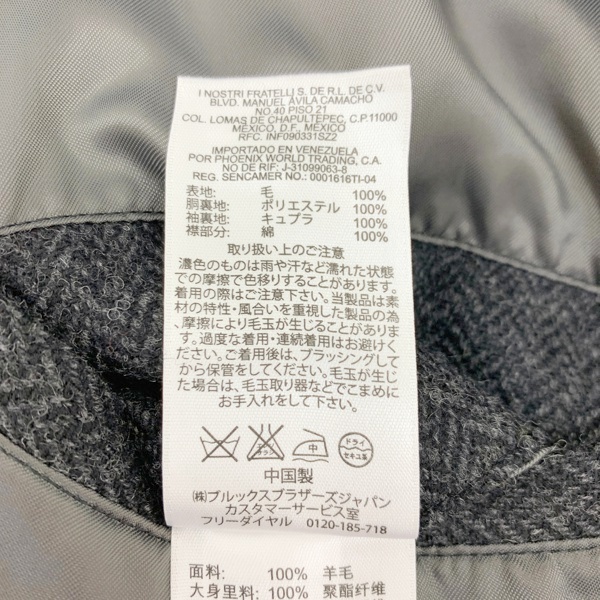 I NOSTRI FRATELLI S. DE R.L. DE C.V.
BLVD. MANUEL ÁVILA CAMACHO
NO.40 PISO 21
COL. LOMAS DE CHAPULTEPEC, C.P.11000
MÉXICO, D.F., MÉXICO
RFC. INF090331SZ2
IMPORTADO EN VENEZUELA
POR PHOENIX WORLD TRADING, C.A.
NO DE RIF: J-31099063-8
REG. SENCAMER NO.: 0001616TI-04
表地: 毛 100%
胴裏地: ポリエステル 100%
袖裏地: キュプラ 100%
襟部分: 綿 100%
取り扱い上のご注意
濃色のものは雨や汗など濡れた状態
での摩擦で色移りすることがあります。
着用の際はご注意下さい。当製品は素
材の特性・風合いを重視した製品の為
、摩擦により毛玉が生じることがありま
す。過度な着用・連続着用はお避けく
ださい。ご着用後は、ブラッシングして
から保管をしてください。毛玉が生じ
た場合は、毛玉取り器などでこまめに
お手入れをして下さい。
エンソ
サラシ
中
ドライ
セキユ系
中国製
㈱ブルックスブラザーズジャパン
カスタマーサービス室
フリーダイヤル 0120-185-718
面料: 100% 羊毛
大身里料: 100% 聚酯纤维